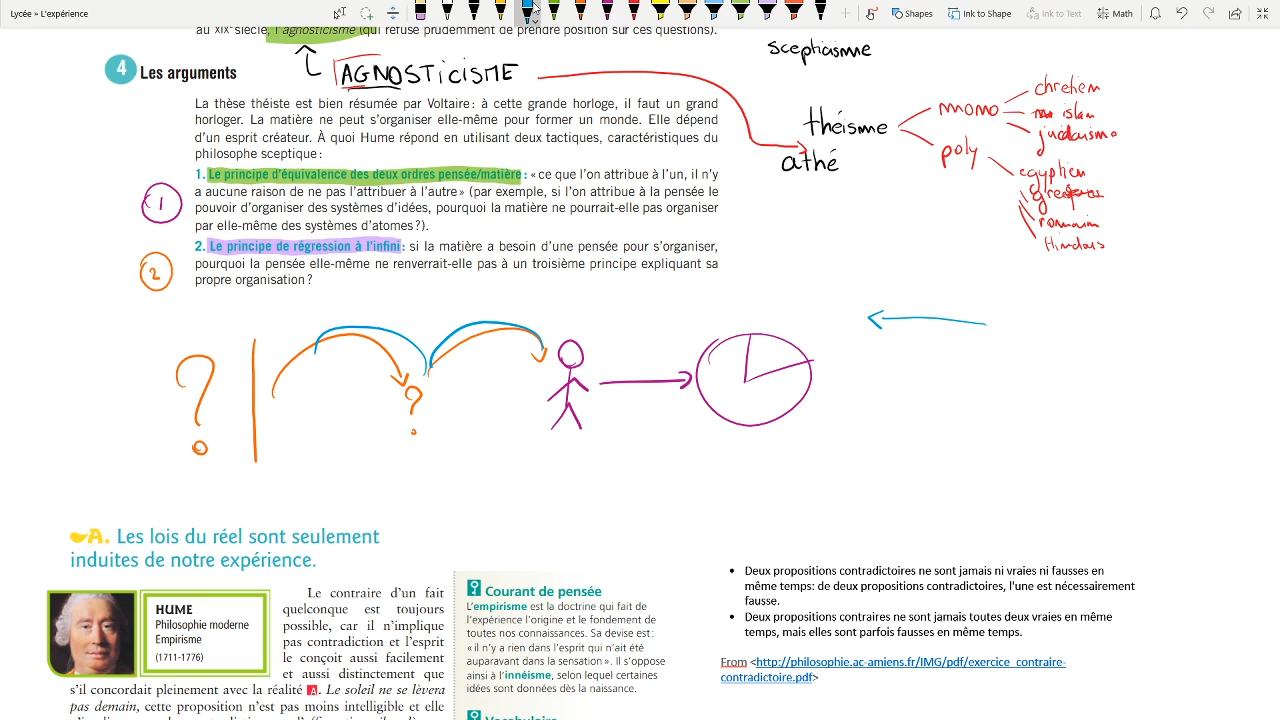 Lycée » L'expérience
Shapes
Ink to Shape
Ink to Text
Math
au XIXe siècle, l'agnosticisme (qui refuse prudemment de prendre position sur ces questions).
scepticisme
4 Les arguments
AGNOSTICISME
La thèse théiste est bien résumée par Voltaire : à cette grande horloge, il faut un grand
horloger. La matière ne peut s'organiser elle-même pour former un monde. Elle dépend
d'un esprit créateur. À quoi Hume répond en utilisant deux tactiques, caractéristiques du
philosophe sceptique :
1. Le principe d'équivalence des deux ordres pensée/matière : « ce que l'on attribue à l'un, il n'y
a aucune raison de ne pas l'attribuer à l'autre » (par exemple, si l'on attribue à la pensée le
pouvoir d'organiser des systèmes d'idées, pourquoi la matière ne pourrait-elle pas organiser
par elle-même des systèmes d'atomes ?).
2. Le principe de régression à l'infini : si la matière a besoin d'une pensée pour s'organiser,
pourquoi la pensée elle-même ne renverrait-elle pas à un troisième principe expliquant sa
propre organisation ?
1
2
théisme
athé
momo
poly
chretien
islam
judaisme
egyptien
romain
Hindous
?
?
A. Les lois du réel sont seulement
induites de notre expérience.
HUME
Philosophie moderne
Empirisme
(1711-1776)
Le contraire d'un fait
quelconque est toujours
possible, car il n'implique
pas contradiction et l'esprit
le conçoit aussi facilement
et aussi distinctement que
s'il concordait pleinement avec la réalité A. Le soleil ne se lèvera
pas demain, cette proposition n'est pas moins intelligible et elle
Courant de pensée
L'empirisme est la doctrine qui fait de
l'expérience l'origine et le fondement de
toutes nos connaissances. Sa devise est :
« il n'y a rien dans l'esprit qui n'ait été
auparavant dans la sensation ». Il s'oppose
ainsi à l'innéisme, selon lequel certaines
idées sont données dès la naissance.
Vocabulaire
• Deux propositions contradictoires ne sont jamais ni vraies ni fausses en
même temps: de deux propositions contradictoires, l'une est nécessairement
fausse.
• Deux propositions contraires ne sont jamais toutes deux vraies en même
temps, mais elles sont parfois fausses en même temps.
From <http://philosophie.ac-amiens.fr/IMG/pdf/exercice_contraire-
contradictoire.pdf>